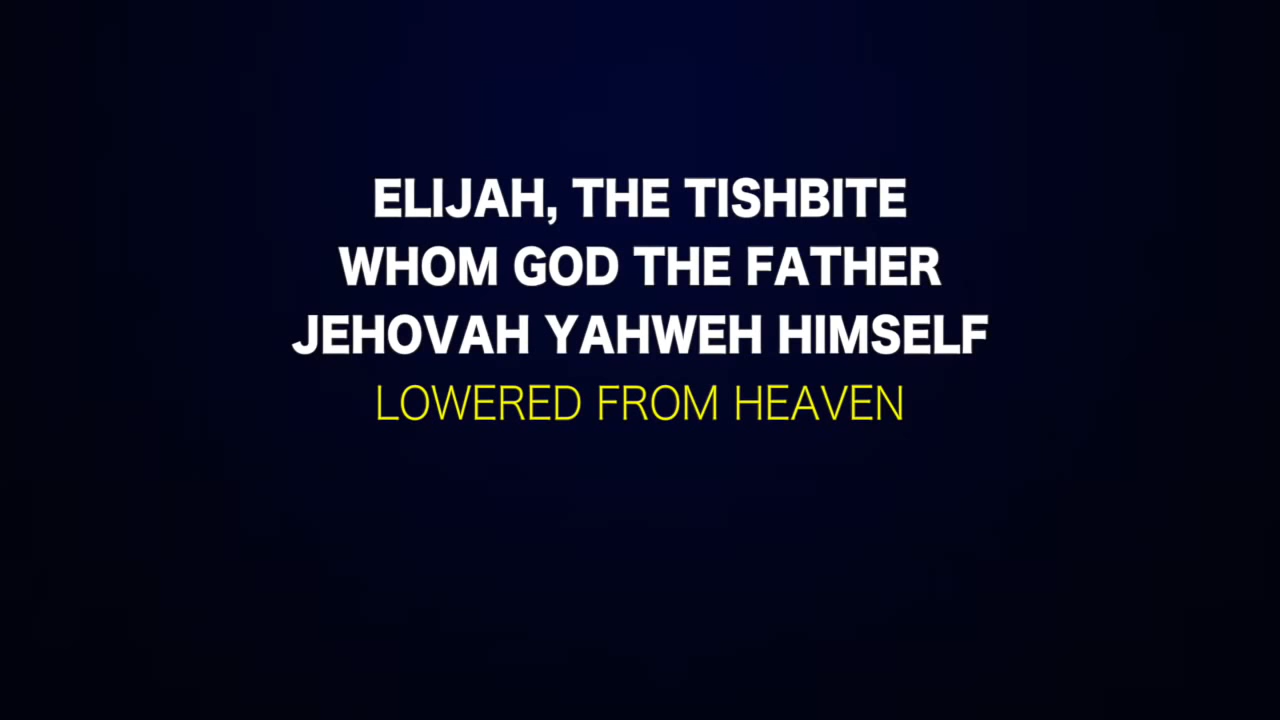 ELIJAH, THE TISHBITE
WHOM GOD THE FATHER
JEHOVAH YAHWEH HIMSELF
LOWERED FROM HEAVEN